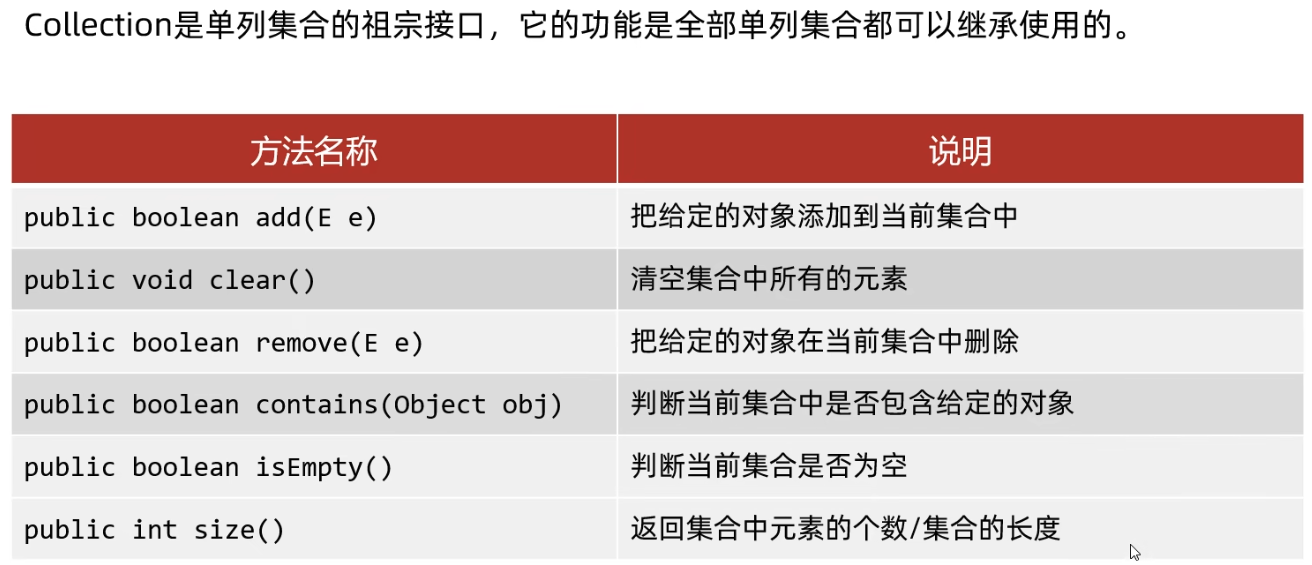 Collection是单列集合的祖宗接口，它的功能是全部单列集合都可以继承使用的。
方法名称 说明
public boolean add(E e) 把给定的对象添加到当前集合中
public void clear() 清空集合中所有的元素
public boolean remove(E e) 把给定的对象在当前集合中删除
public boolean contains(Object obj) 判断当前集合中是否包含给定的对象
public boolean isEmpty() 判断当前集合是否为空
public int size() 返回集合中元素的个数/集合的长度